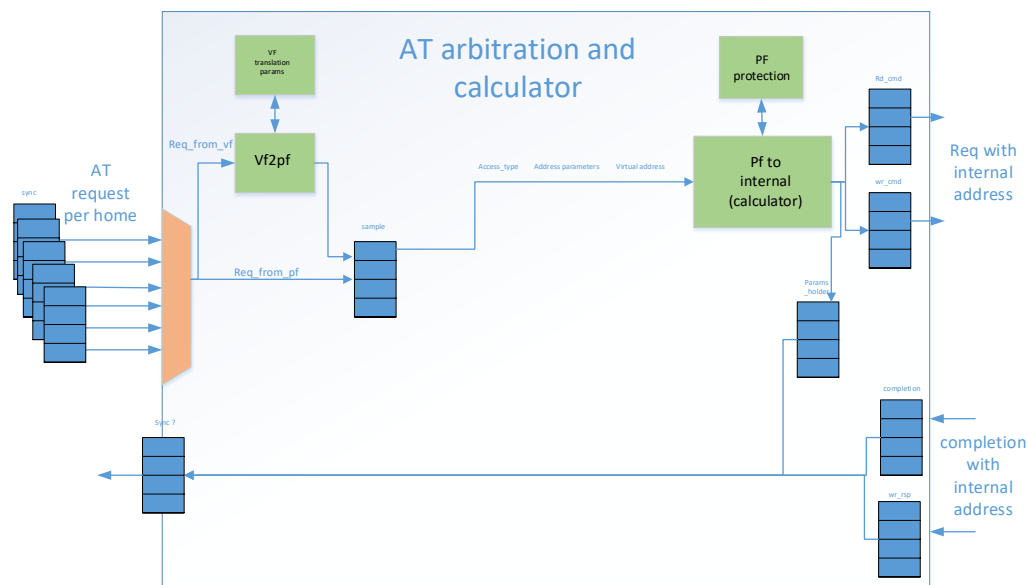 AT arbitration and
calculator
VF
translation
params
PF
protection
Rd_cmd
Req_from_vf
Vf2pf
Pf to
internal
(calculator)
Access_type
Address parameters
Virtual address
Req with
internal
address
wr_cmd
AT
request
per home
sync
sample
Req_from_pf
Params
_holder
completion
Sync ?
completion
with
internal
address
wr_rsp